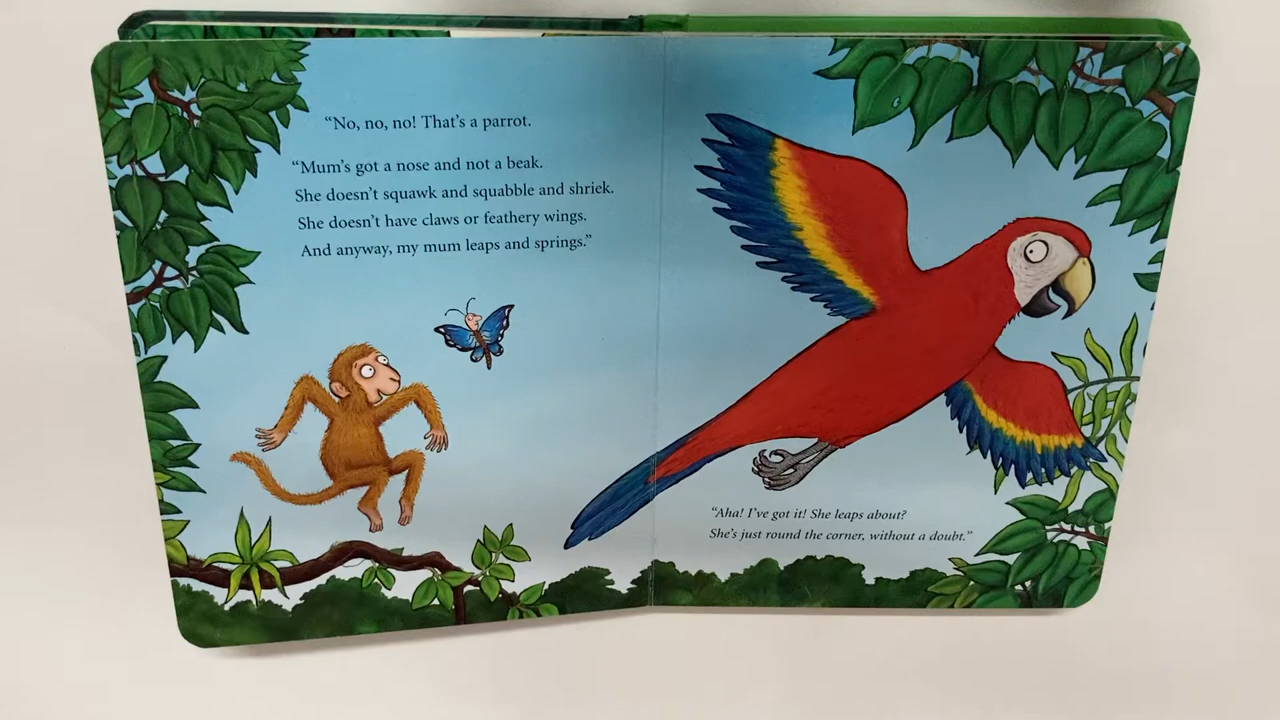 “No, no, no! That’s a parrot.
“Mum’s got a nose and not a beak.
She doesn’t squawk and squabble and shriek.
She doesn’t have claws or feathery wings.
And anyway, my mum leaps and springs.”
“Aha! I’ve got it! She leaps about?
She’s just round the corner, without a doubt.”